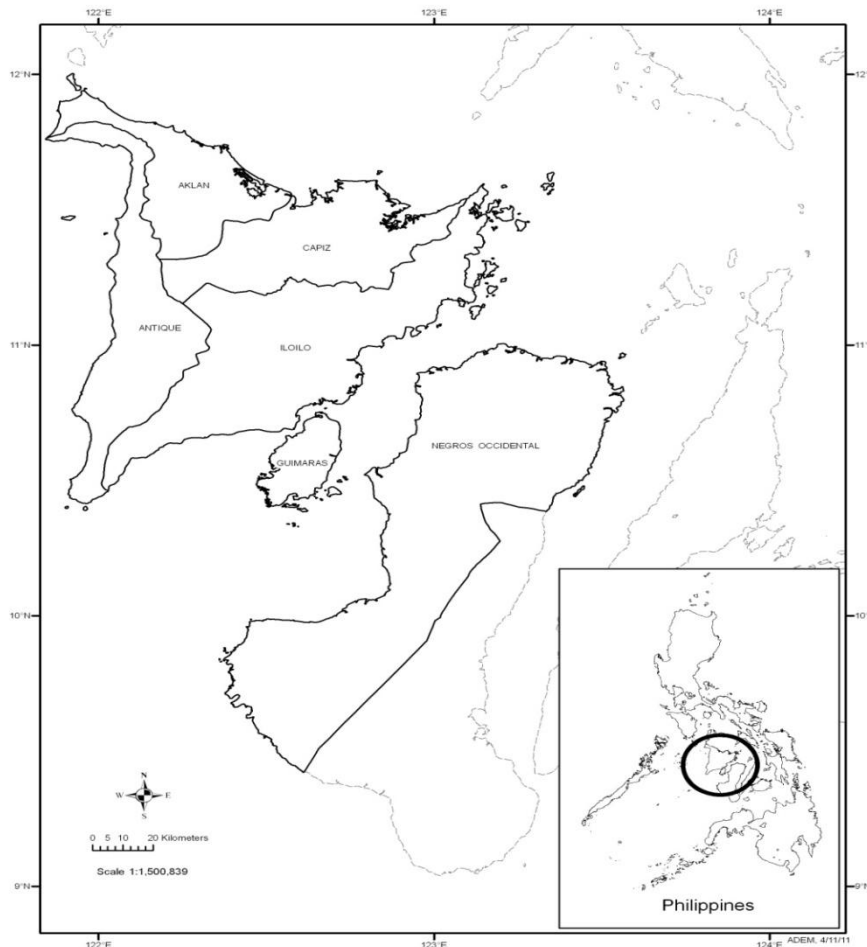 122°E 123°E 124°E
12°N 12°
AKLAN
CAPIZ
ANTIQUE
11°N 11°
ILOILO
NEGROS OCCIDENTAL
GUIMARAS
10°N 10°
N
W E
S
0 5 10 20 Kilometers
Scale 1:1,500,839
9°N 9°
Philippines
122°E 123°E 124°E
ADEM, 4/11/11